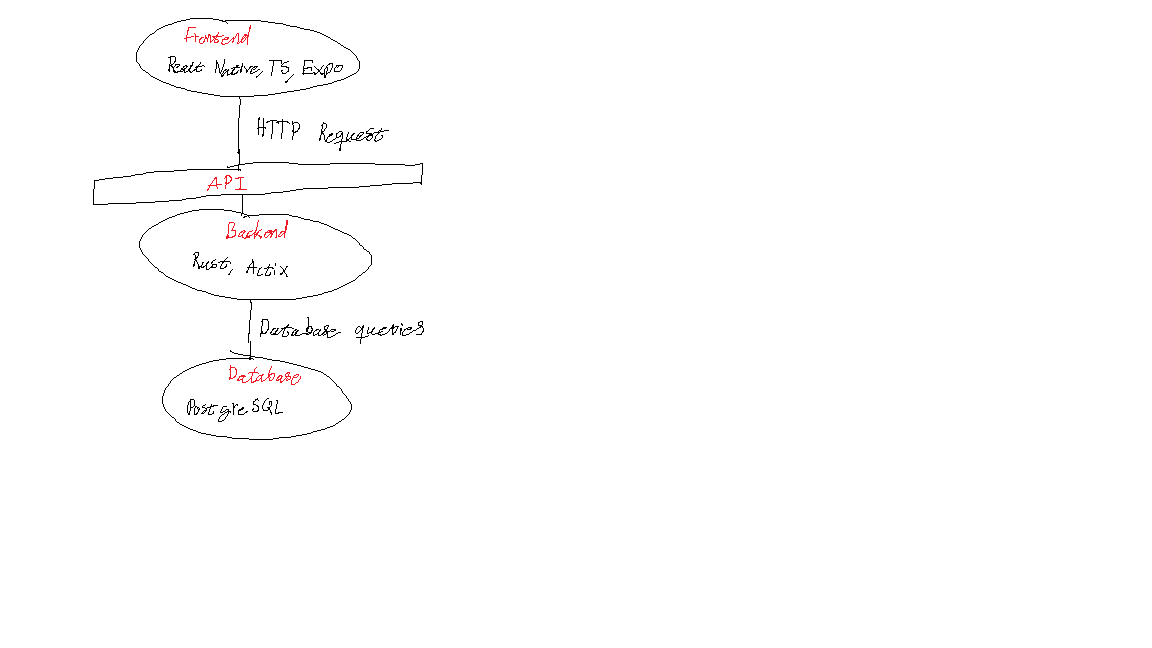 Frontend
React Native, TS, Expo
HTTP Request
API
Backend
Rust, Actix
Database queries
Database
PostgreSQL